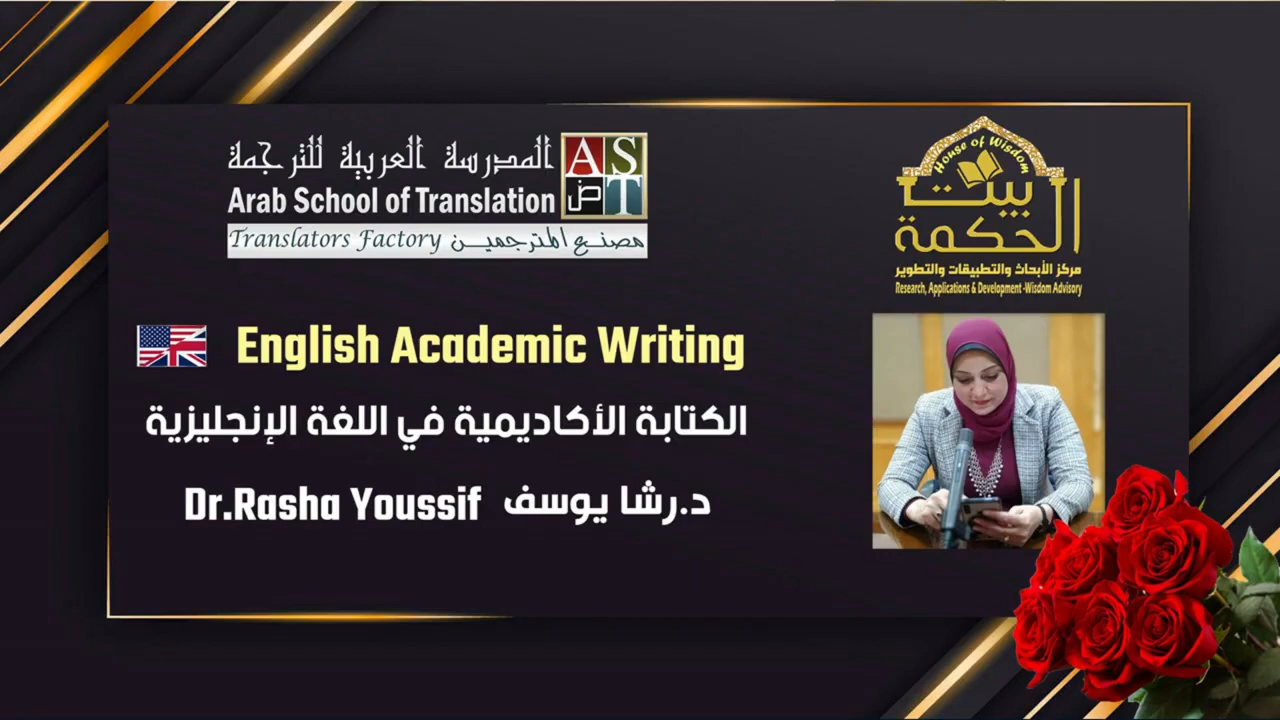 المدرسة العربية للترجمة
Arab School of Translation
A S
ض T
Translators Factory مصنع المترجمين
House of Wisdom
بيت
الحكمة
مركز الأبحاث والتطبيقات والتطوير
Research, Applications & Development-Wisdom Advisory
English Academic Writing
الكتابة الأكاديمية في اللغة الإنجليزية
Dr.Rasha Youssif د.رشا يوسف